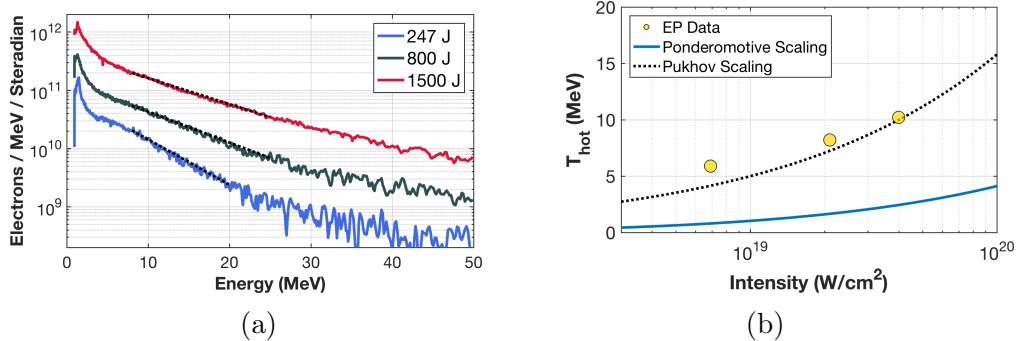 10^12
10^11
10^10
10^9
0
10
20
30
40
50
Electrons / MeV / Steradian
Energy (MeV)
247 J
800 J
1500 J
(a)
20
15
10
5
0
10^19
10^20
T_hot (MeV)
Intensity (W/cm^2)
EP Data
Ponderomotive Scaling
Pukhov Scaling
(b)